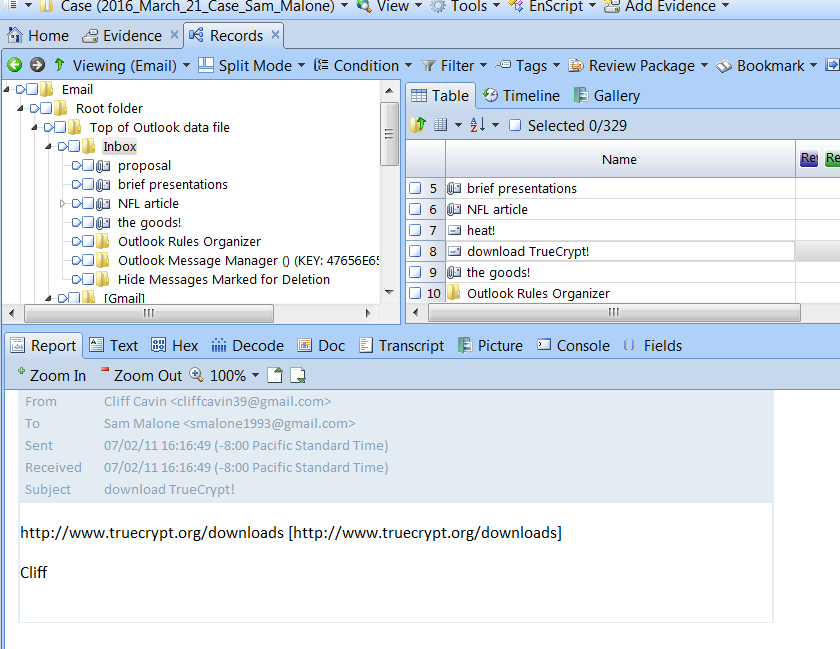 Case (2016_March_21_Case_Sam_Malone) View Tools EnScript Add Evidence
Home Evidence Records
Viewing (Email) Split Mode Condition Filter Tags Review Package Bookmark
Email
Root folder
Top of Outlook data file
Inbox
proposal
brief presentations
NFL article
the goods!
Outlook Rules Organizer
Outlook Message Manager () (KEY: 47656E65
Hide Messages Marked for Deletion
[Gmail]
Table Timeline Gallery
Selected 0/329
Name Re Re
5 brief presentations
6 NFL article
7 heat!
8 download TrueCrypt!
9 the goods!
10 Outlook Rules Organizer
Report Text Hex Decode Doc Transcript Picture Console Fields
Zoom In Zoom Out 100%
From Cliff Cavin <cliffcavin39@gmail.com>
To Sam Malone <smalone1993@gmail.com>
Sent 07/02/11 16:16:49 (-8:00 Pacific Standard Time)
Received 07/02/11 16:16:49 (-8:00 Pacific Standard Time)
Subject download TrueCrypt!
http://www.truecrypt.org/downloads [http://www.truecrypt.org/downloads]
Cliff